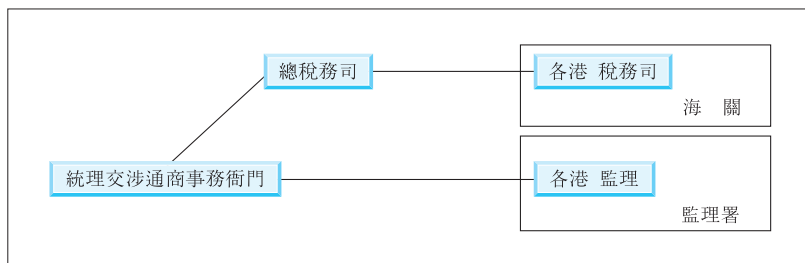 總稅務司
各港 稅務司
海 關
統理交涉通商事務衙門
各港 監理
監理署